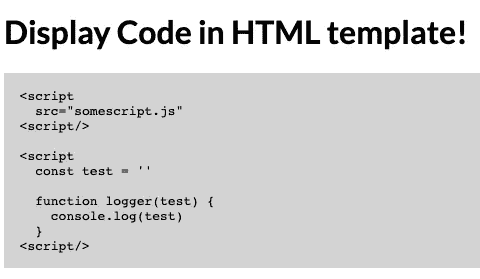 Display Code in HTML template!
<script
  src="somescript.js"
<script/>

<script
  const test = ''

  function logger(test) {
    console.log(test)
  }
<script/>